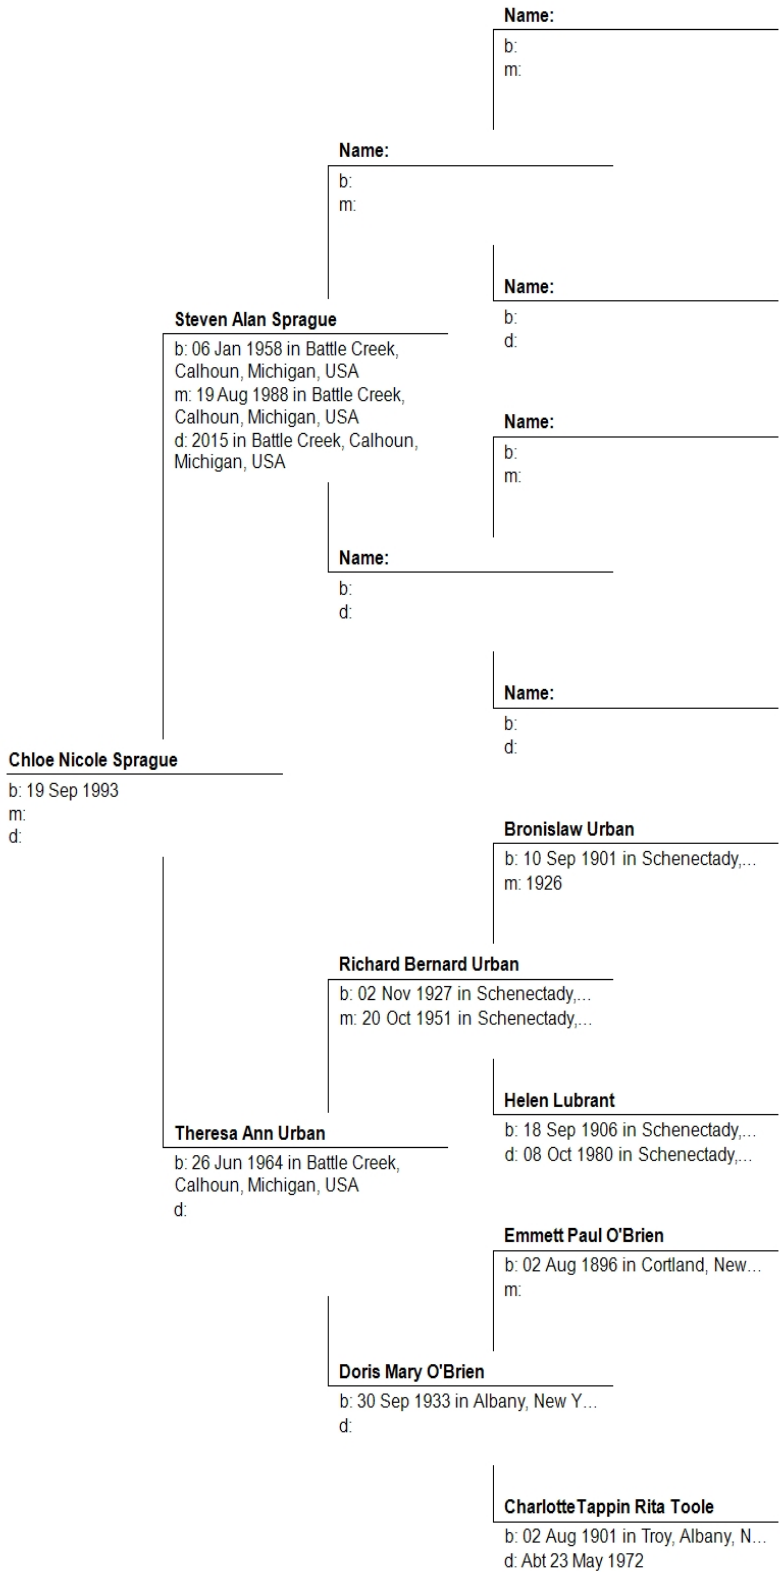 Name:
b:
m:
Name:
b:
m:
Name:
b:
d:
Steven Alan Sprague
b: 06 Jan 1958 in Battle Creek,
Calhoun, Michigan, USA
m: 19 Aug 1988 in Battle Creek,
Calhoun, Michigan, USA
d: 2015 in Battle Creek, Calhoun,
Michigan, USA
Name:
b:
m:
Name:
b:
d:
Name:
b:
d:
Chloe Nicole Sprague
b: 19 Sep 1993
m:
d:
Bronislaw Urban
b: 10 Sep 1901 in Schenectady,...
m: 1926
Richard Bernard Urban
b: 02 Nov 1927 in Schenectady,...
m: 20 Oct 1951 in Schenectady,...
Helen Lubrant
b: 18 Sep 1906 in Schenectady,...
d: 08 Oct 1980 in Schenectady,...
Theresa Ann Urban
b: 26 Jun 1964 in Battle Creek,
Calhoun, Michigan, USA
d:
Emmett Paul O'Brien
b: 02 Aug 1896 in Cortland, New...
m:
Doris Mary O'Brien
b: 30 Sep 1933 in Albany, New Y...
d:
CharlotteTappin Rita Toole
b: 02 Aug 1901 in Troy, Albany, N...
d: Abt 23 May 1972